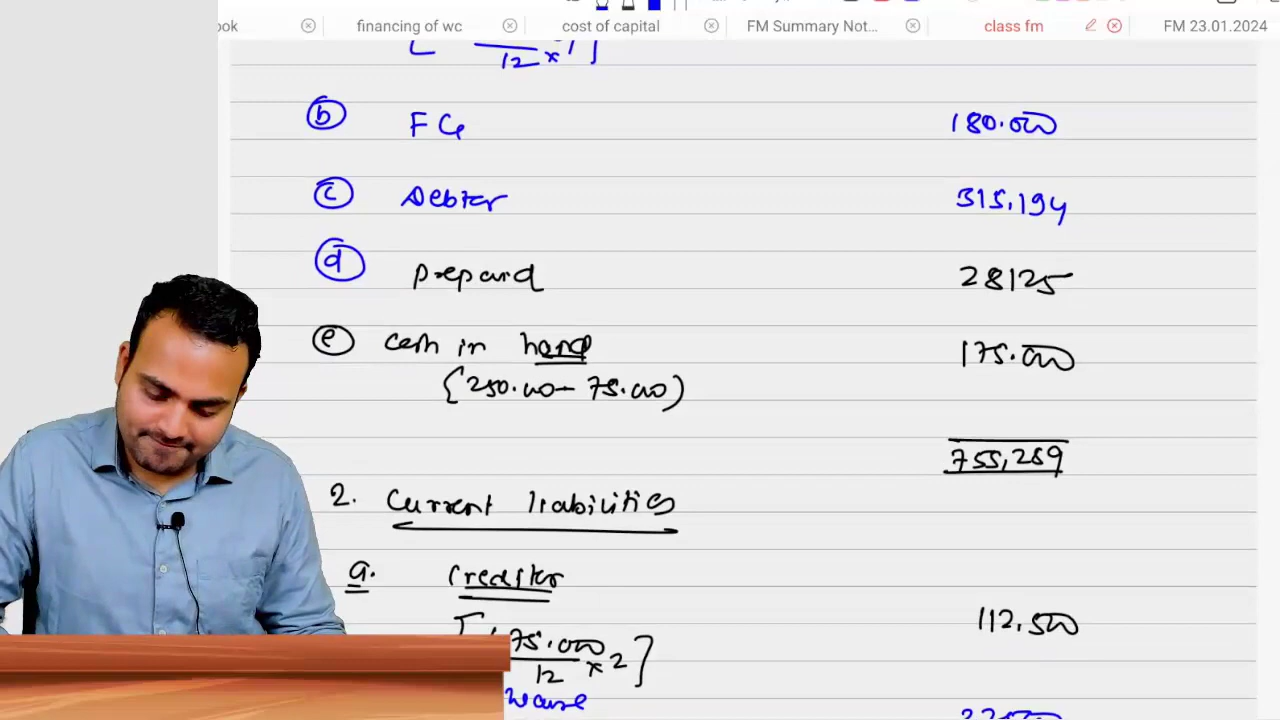 ook financing of wc cost of capital FM Summary Not... class fm FM 23.01.2024
12 x 1 ]
b FG 180.000
c Debtor 315,194
d prepaid 28125
e cash in hand 175.000
{250.000 - 75.000)
755,289
2. Current liabilities
a. Creditor
112,500
[ 75.000 x 2 ]
12